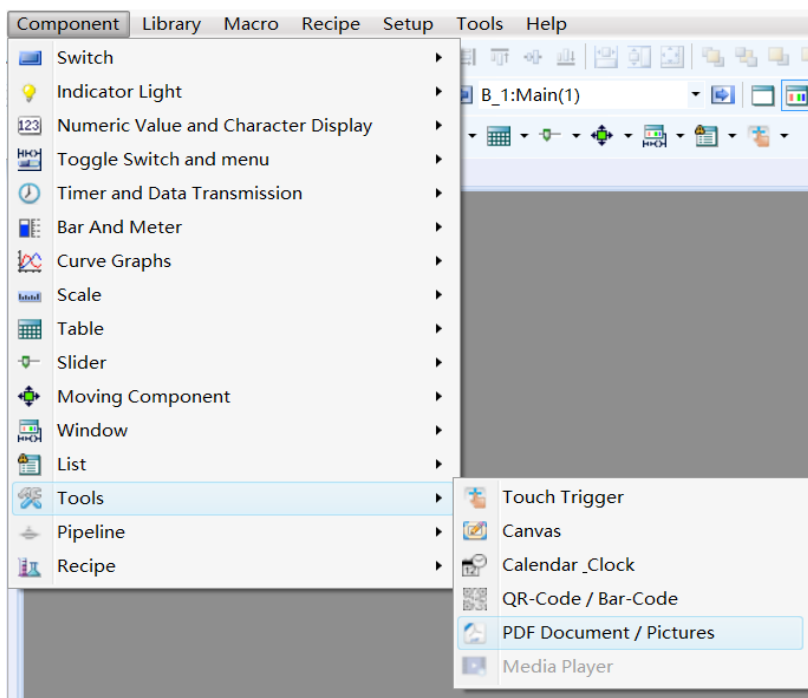 Component Library Macro Recipe Setup Tools Help
Switch
B_1:Main(1)
Indicator Light
123 Numeric Value and Character Display
Toggle Switch and menu
Timer and Data Transmission
Bar And Meter
Curve Graphs
Scale
Table
Slider
Moving Component
Window
List
Tools
Pipeline
Recipe
Touch Trigger
Canvas
12 Calendar _Clock
QR-Code / Bar-Code
PDF Document / Pictures
Media Player